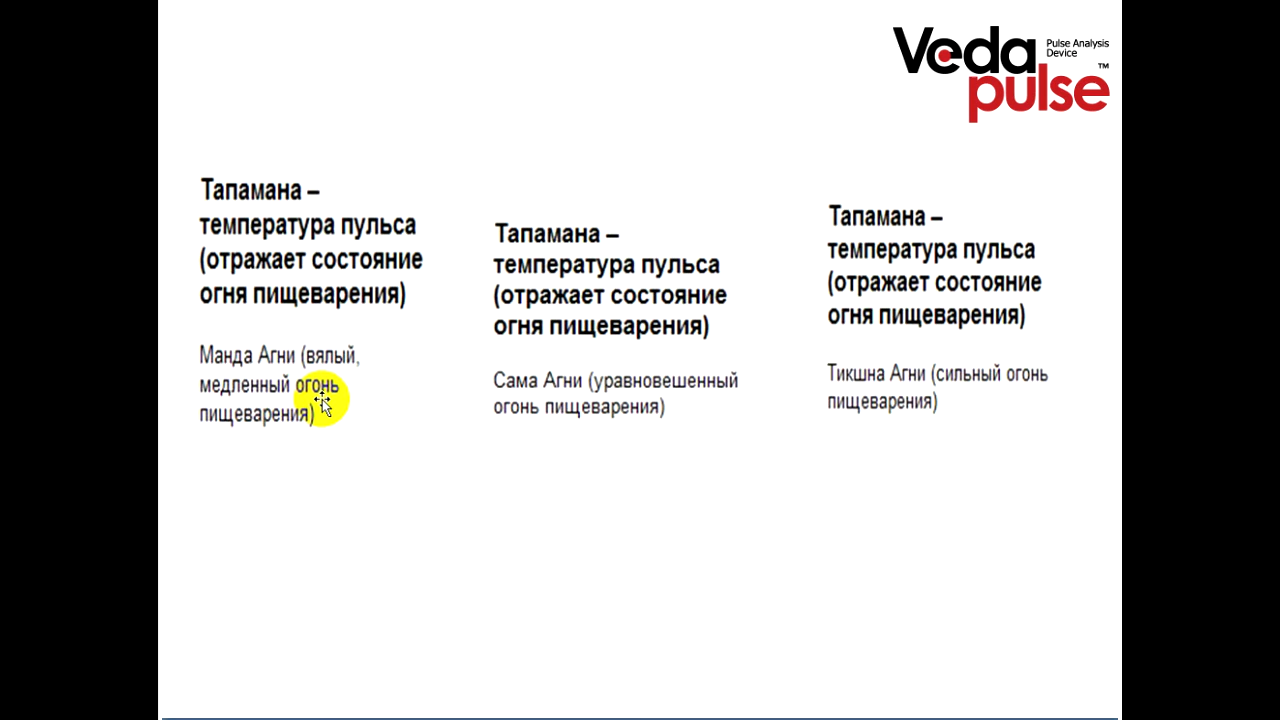 Veda
pulse
Pulse Analysis
Device
™
Тапамана –
температура пульса
(отражает состояние
огня пищеварения)
Манда Агни (вялый,
медленный огонь
пищеварения)
Тапамана –
температура пульса
(отражает состояние
огня пищеварения)
Сама Агни (уравновешенный
огонь пищеварения)
Тапамана –
температура пульса
(отражает состояние
огня пищеварения)
Тикшна Агни (сильный огонь
пищеварения)